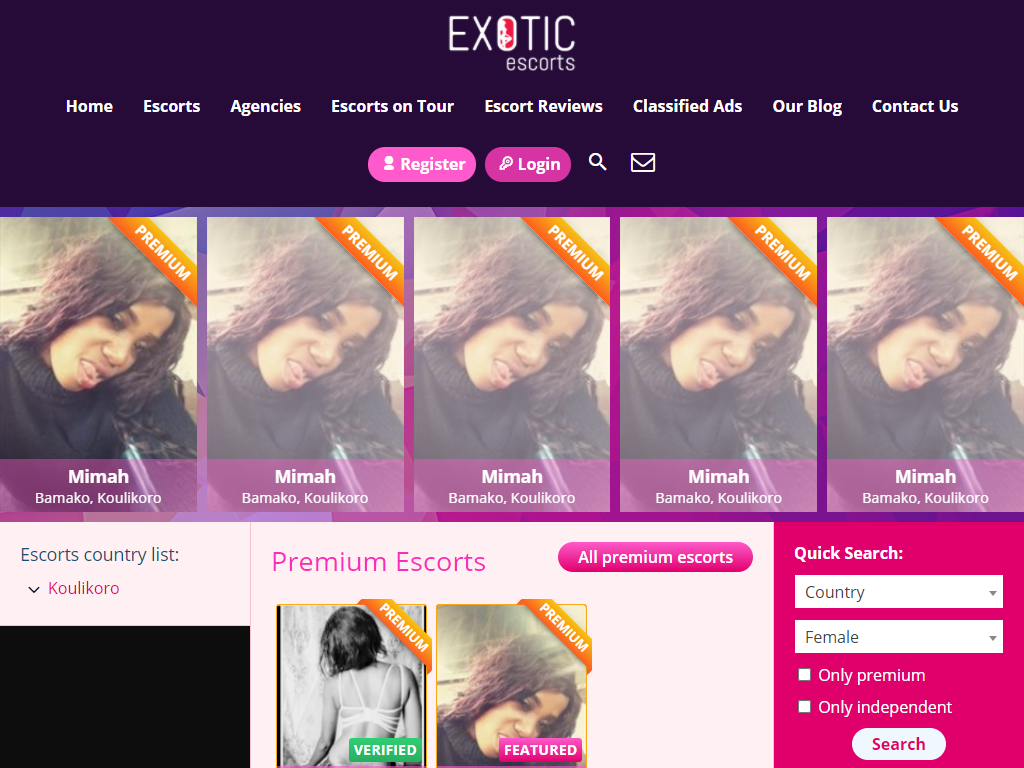 EXOTIC
escorts
Home Escorts Agencies Escorts on Tour Escort Reviews Classified Ads Our Blog Contact Us
Register Login
PREMIUM PREMIUM PREMIUM PREMIUM PREMIUM
Mimah Mimah Mimah Mimah Mimah
Bamako, Koulikoro Bamako, Koulikoro Bamako, Koulikoro Bamako, Koulikoro Bamako, Koulikoro
Escorts country list:
Koulikoro
Premium Escorts All premium escorts
PREMIUM PREMIUM
VERIFIED FEATURED
Quick Search:
Country
Female
Only premium
Only independent
Search